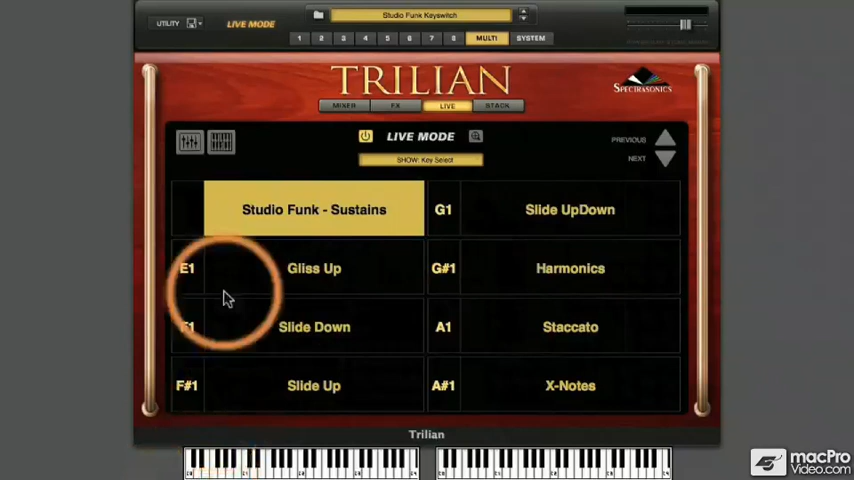 UTILITY
LIVE MODE
Studio Funk Keyswitch
1 2 3 4 5 6 7 8 MULTI SYSTEM
TRILIAN
SPECTRASONICS
MIXER FX LIVE STACK
LIVE MODE
SHOW: Key Select
PREVIOUS
NEXT
Studio Funk - Sustains
G1 Slide UpDown
E1 Gliss Up
G#1 Harmonics
F1 Slide Down
A1 Staccato
F#1 Slide Up
A#1 X-Notes
Trilian
macPro
Video.com